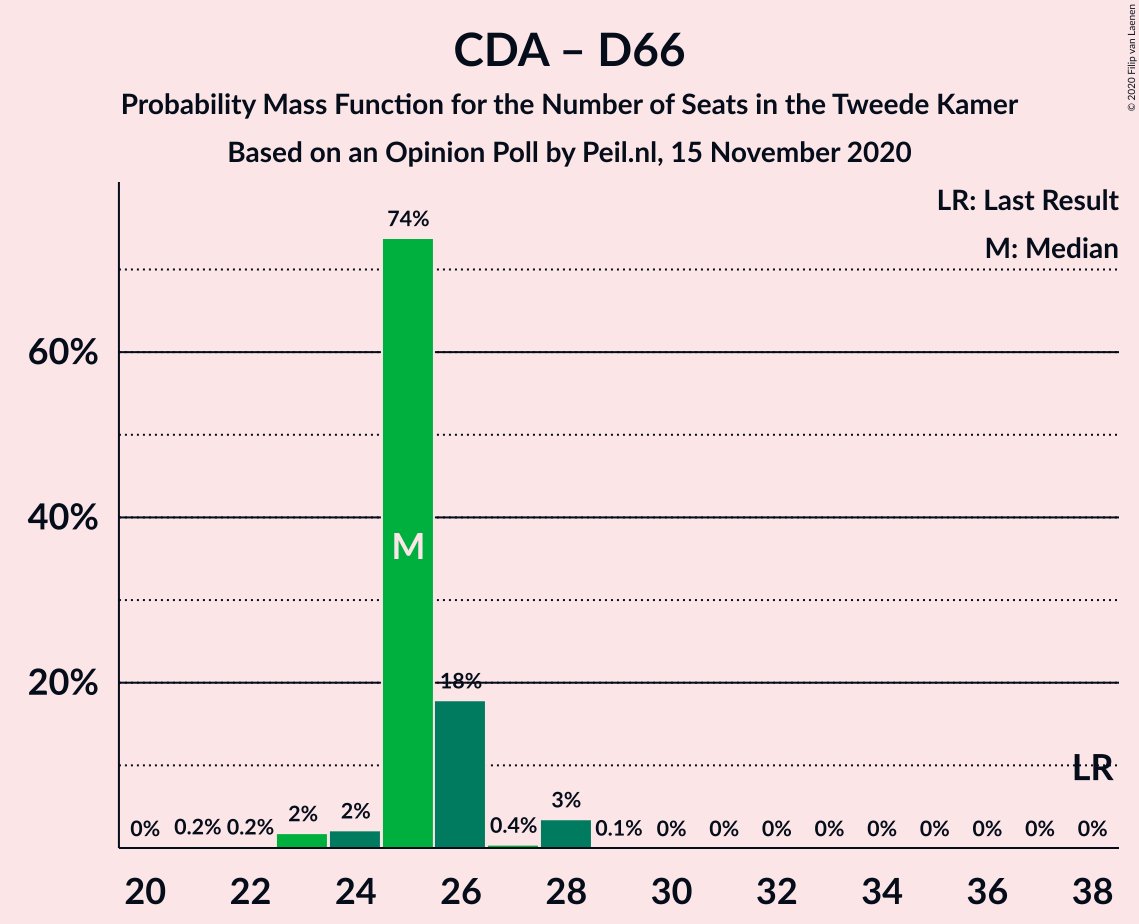 CDA – D66
Probability Mass Function for the Number of Seats in the Tweede Kamer
Based on an Opinion Poll by Peil.nl, 15 November 2020
© 2020 Filip van Laenen
LR: Last Result
M: Median
60%
40%
20%
0%
0.2%
0.2%
2%
2%
74%
M
18%
0.4%
3%
0.1%
0%
0%
0%
0%
0%
0%
0%
0%
0%
LR
20 22 24 26 28 30 32 34 36 38